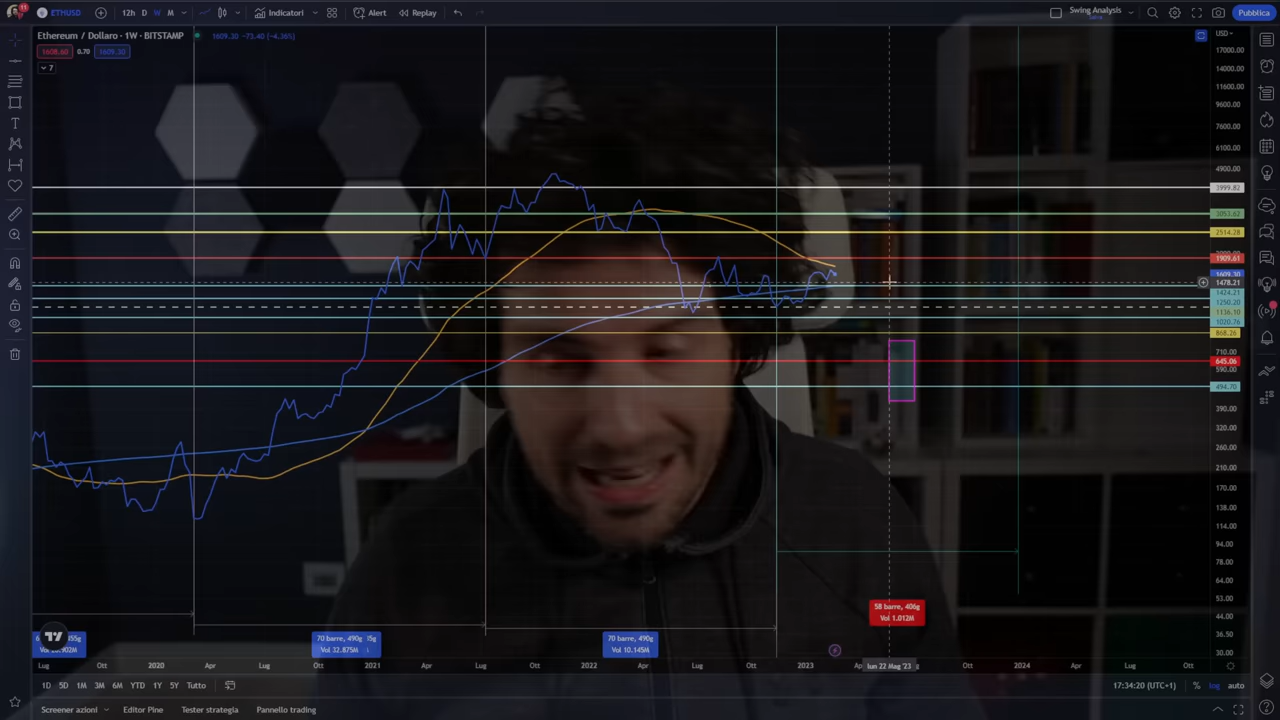 11
ETHUSD
12h D W M
Indicatori
Alert
Replay
Swing Analysis
Salva
Pubblica
Ethereum / Dollaro · 1W · BITSTAMP
1609.30 −73.40 (−4.36%)
1608.60 0.70 1609.30
7
USD
17000.00
14000.00
11600.00
9600.00
7600.00
6100.00
4900.00
3999.82
3053.62
2514.28
1909.61
1609.30
1478.21
1424.21
1250.20
1136.10
1020.76
868.26
710.00
645.06
590.00
494.70
390.00
320.00
260.00
210.00
170.00
138.00
114.00
94.00
78.00
64.00
53.00
44.00
36.50
30.00
58 barre, 406g
Vol 1.012M
70 barre, 490g
Vol 32.875M
70 barre, 490g
Vol 10.145M
Lug Ott 2020 Apr Lug Ott 2021 Apr Lug Ott 2022 Apr Lug Ott 2023 lun 22 Mag '23 Ott 2024 Apr Lug Ott
1D 5D 1M 3M 6M YTD 1Y 5Y Tutto
17:34:20 (UTC+1) % log auto
Screener azioni Editor Pine Tester strategia Pannello trading